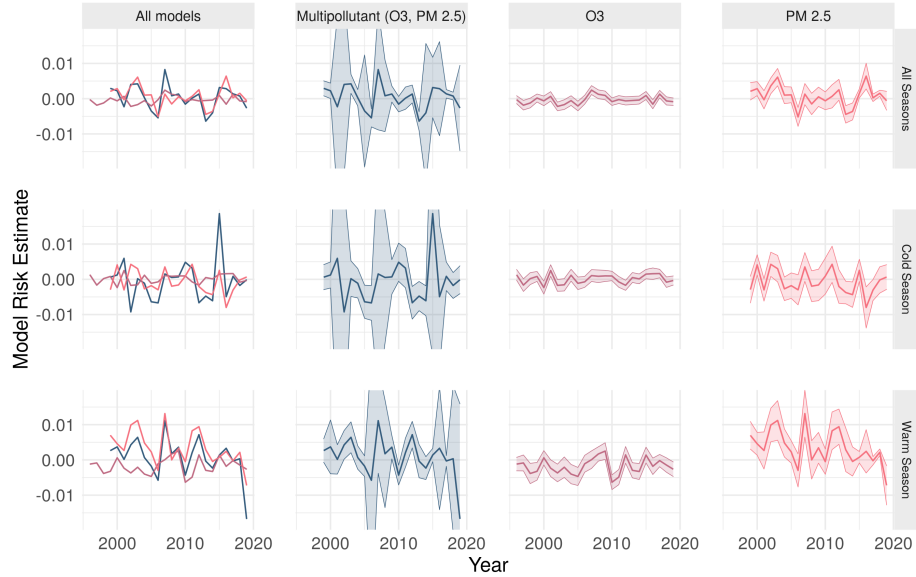 All models
Multipollutant (O3, PM 2.5)
O3
PM 2.5
0.01
0.00
-0.01
All Seasons
0.01
0.00
-0.01
Cold Season
0.01
0.00
-0.01
Warm Season
Model Risk Estimate
2000 2010 2020
2000 2010 2020
2000 2010 2020
2000 2010 2020
Year